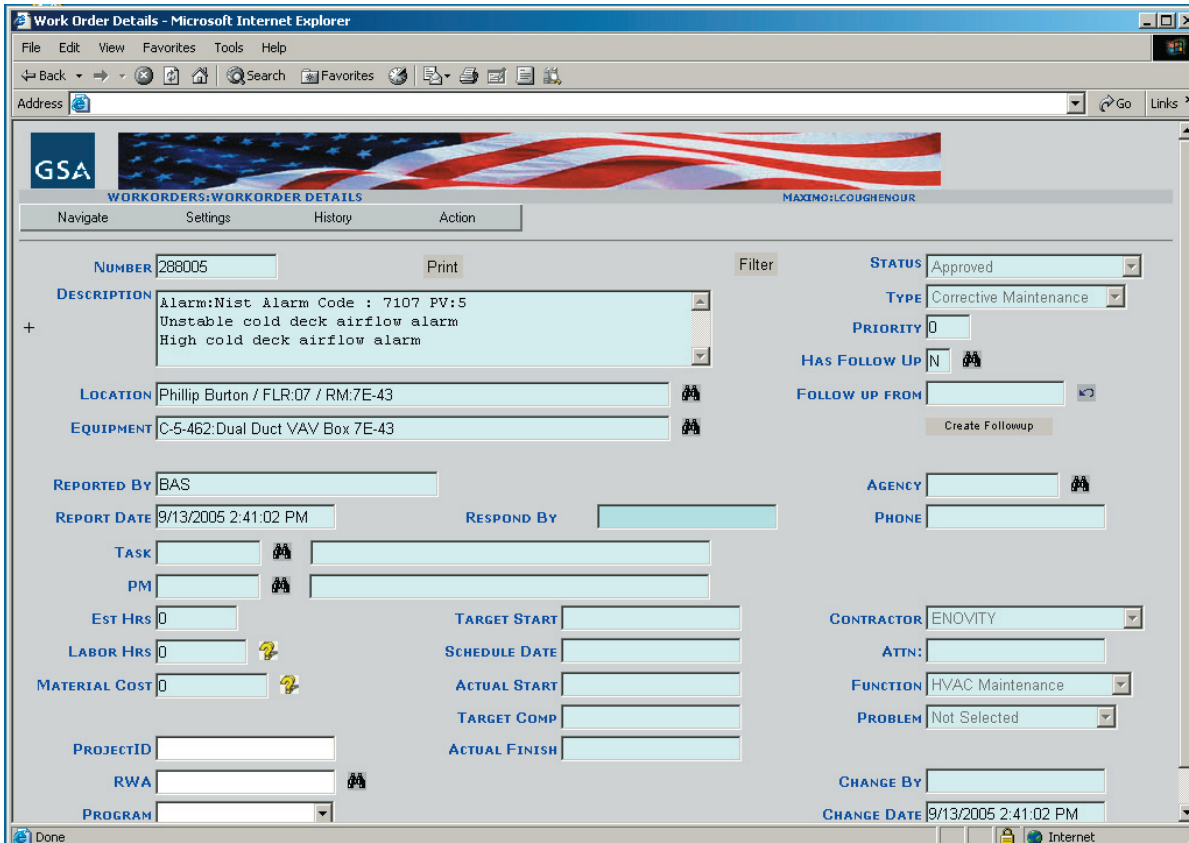 Work Order Details - Microsoft Internet Explorer
File Edit View Favorites Tools Help
Back Search Favorites
Address Go Links
GSA
WORKORDERS:WORKORDER DETAILS MAXIMO:LCOUGHENOUR
Navigate Settings History Action
NUMBER 288005 Print Filter STATUS Approved
DESCRIPTION Alarm:Nist Alarm Code : 7107 PV:5 TYPE Corrective Maintenance
Unstable cold deck airflow alarm PRIORITY 0
High cold deck airflow alarm HAS FOLLOW UP N
LOCATION Phillip Burton / FLR:07 / RM:7E-43 FOLLOW UP FROM
EQUIPMENT C-5-462:Dual Duct VAV Box 7E-43 Create Followup
REPORTED BY BAS AGENCY
REPORT DATE 9/13/2005 2:41:02 PM RESPOND BY PHONE
TASK
PM
EST HRS 0 TARGET START CONTRACTOR ENOVITY
LABOR HRS 0 SCHEDULE DATE ATTN:
MATERIAL COST 0 ACTUAL START FUNCTION HVAC Maintenance
TARGET COMP PROBLEM Not Selected
PROJECTID ACTUAL FINISH
RWA CHANGE BY
PROGRAM CHANGE DATE 9/13/2005 2:41:02 PM
Done Internet